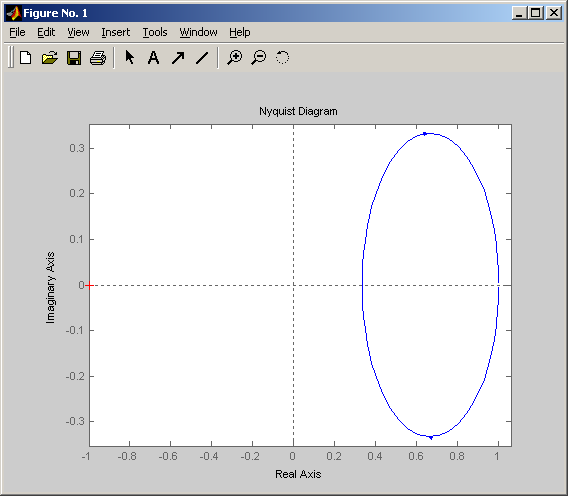 Figure No. 1
File Edit View Insert Tools Window Help
A
Nyquist Diagram
0.3
0.2
0.1
0
-0.1
-0.2
-0.3
Imaginary Axis
-1 -0.8 -0.6 -0.4 -0.2 0 0.2 0.4 0.6 0.8 1
Real Axis